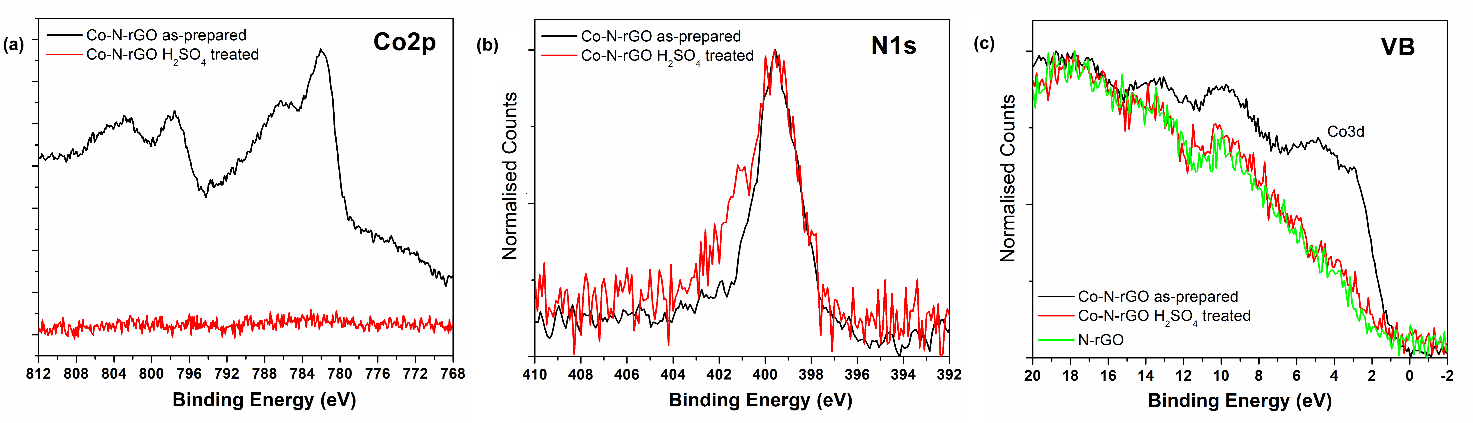 (a)
Co-N-rGO as-prepared
Co-N-rGO H₂SO₄ treated
Co2p
812 808 804 800 796 792 788 784 780 776 772 768
Binding Energy (eV)
(b)
Co-N-rGO as-prepared
Co-N-rGO H₂SO₄ treated
N1s
Normalised Counts
410 408 406 404 402 400 398 396 394 392
Binding Energy (eV)
(c)
VB
Co3d
Normalised Counts
Co-N-rGO as-prepared
Co-N-rGO H₂SO₄ treated
N-rGO
20 18 16 14 12 10 8 6 4 2 0 -2
Binding Energy (eV)